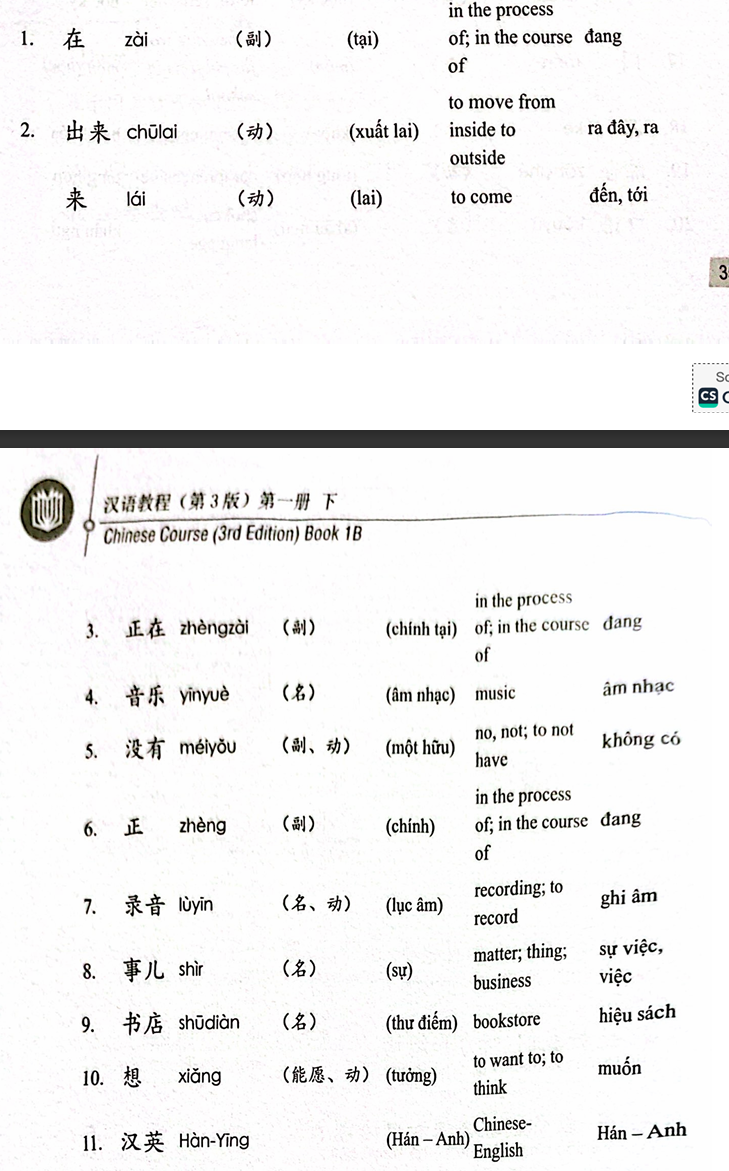 in the process
1. 在 zài （副） (tại) of; in the course đang
of
to move from
2. 出来 chūlai （动） (xuất lai) inside to ra đây, ra
outside
来 lái （动） (lai) to come đến, tới
3
CS
汉语教程（第3版）第一册 下
Chinese Course (3rd Edition) Book 1B
in the process
3. 正在 zhèngzài （副） (chính tại) of; in the course đang
of
4. 音乐 yīnyuè （名） (âm nhạc) music âm nhạc
5. 没有 méiyǒu （副、动） (một hữu) no, not; to not không có
have
in the process
6. 正 zhèng （副） (chính) of; in the course đang
of
7. 录音 lùyīn （名、动） (lục âm) recording; to ghi âm
record
8. 事儿 shìr （名） (sự) matter; thing; sự việc,
business việc
9. 书店 shūdiàn （名） (thư điếm) bookstore hiệu sách
10. 想 xiǎng （能愿、动） (tưởng) to want to; to muốn
think
11. 汉英 Hàn-Yīng (Hán – Anh) Chinese- Hán – Anh
English